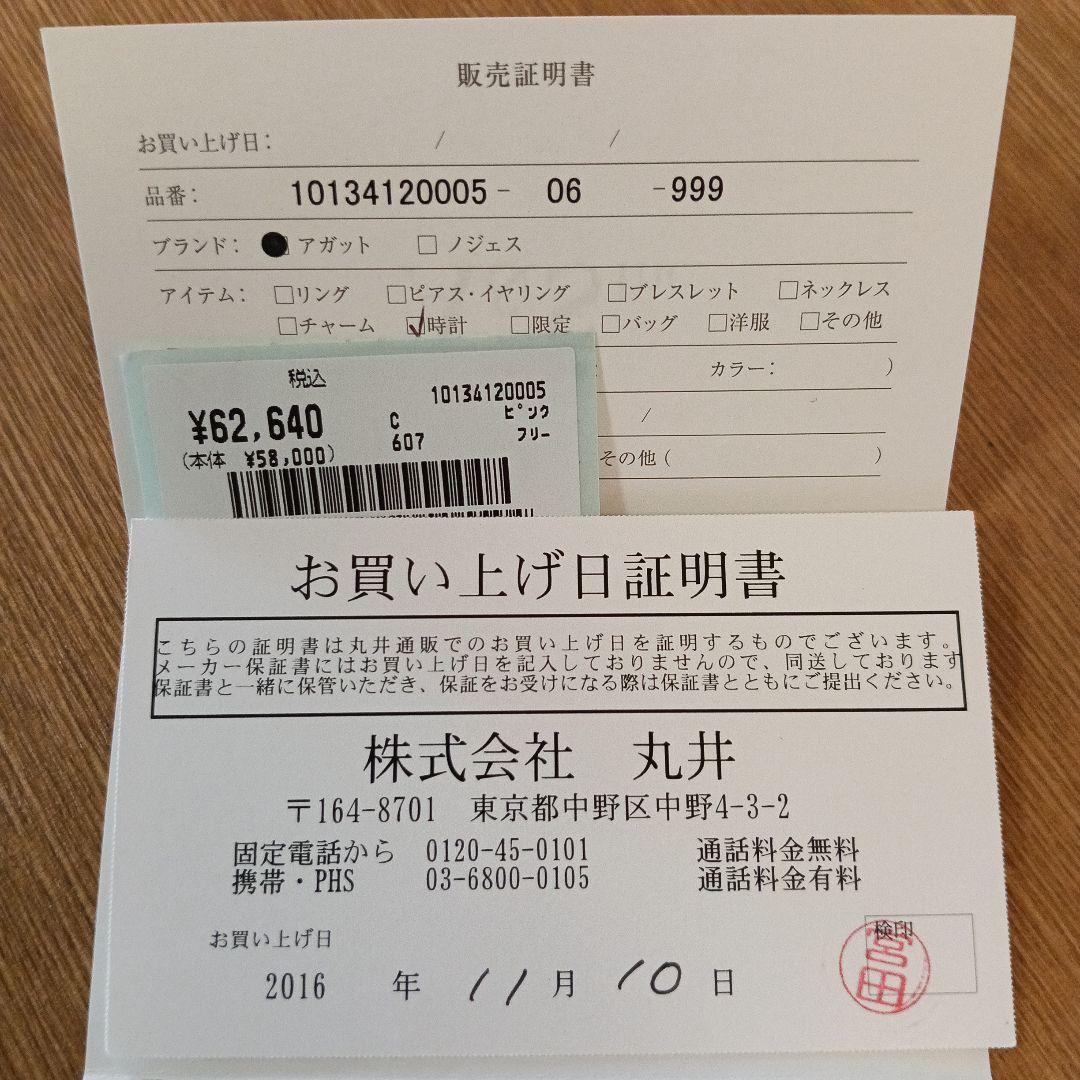 販売証明書
お買い上げ日: / /
品番: 10134120005 - 06 -999
ブランド: アガット □ノジェス
アイテム: □リング □ピアス・イヤリング □ブレスレット □ネックレス
□チャーム ☑時計 □限定 □バッグ □洋服 □その他
カラー: )
/
その他( )
税込
¥62,640
(本体 ¥58,000)
C
607
10134120005
ピンク
フリー
お買い上げ日証明書
こちらの証明書は丸井通販でのお買い上げ日を証明するものでございます。
メーカー保証書にはお買い上げ日を記入しておりませんので、同送しております
保証書と一緒に保管いただき、保証をお受けになる際は保証書とともにご提出ください。
株式会社 丸井
〒164-8701 東京都中野区中野4-3-2
固定電話から 0120-45-0101 通話料金無料
携帯・PHS 03-6800-0105 通話料金有料
お買い上げ日
2016 年 11月 10日
検印
宮田